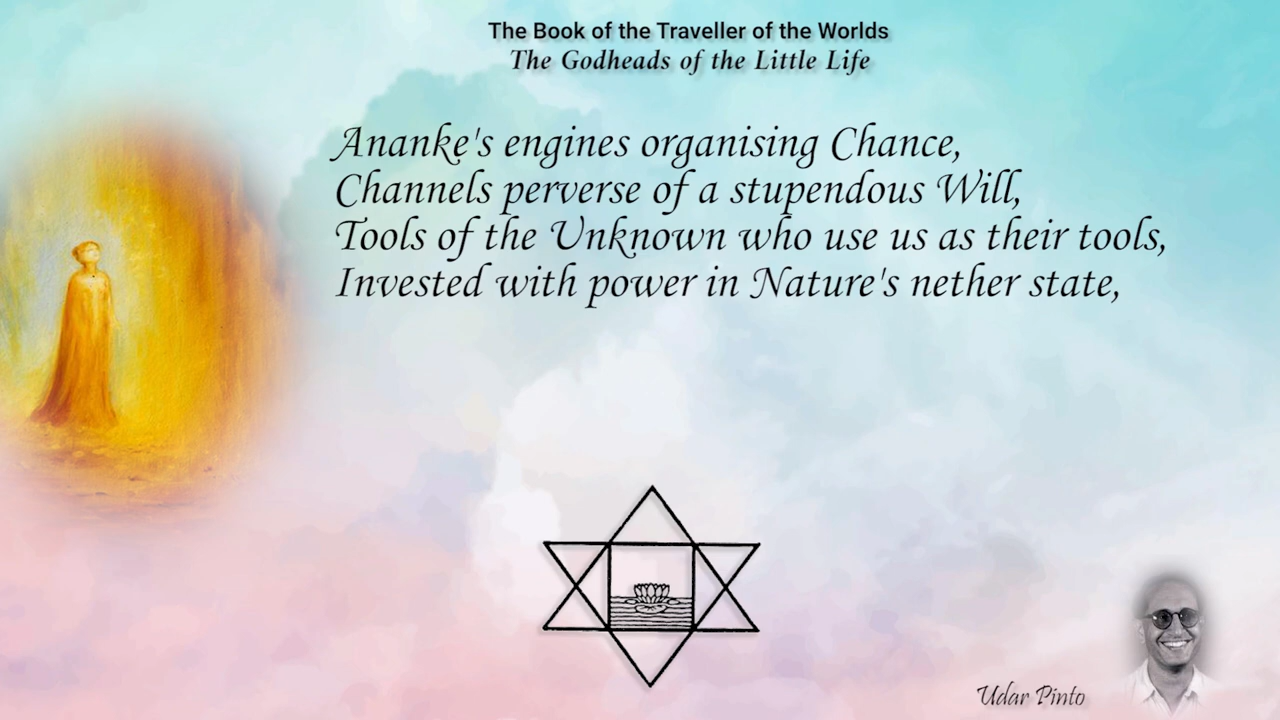 The Book of the Traveller of the Worlds
The Godheads of the Little Life
Ananke's engines organising Chance,
Channels perverse of a stupendous Will,
Tools of the Unknown who use us as their tools,
Invested with power in Nature's nether state,
Udar Pinto